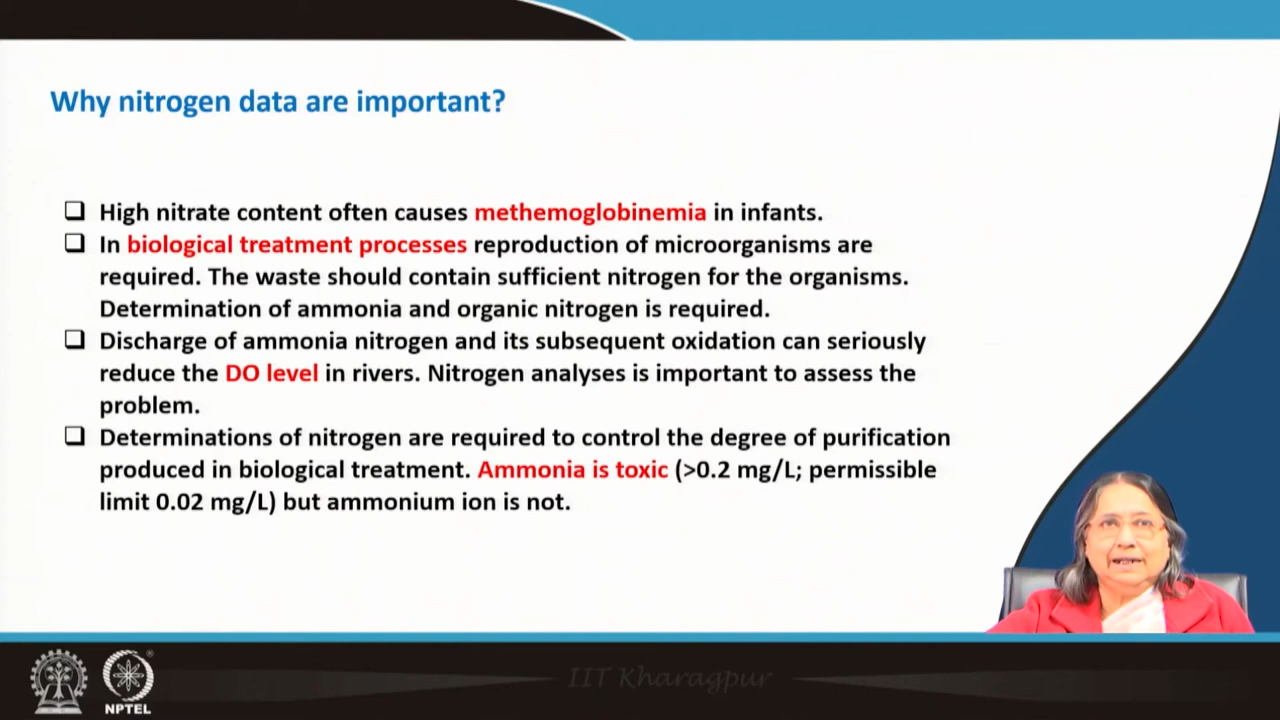 Why nitrogen data are important?
❑ High nitrate content often causes methemoglobinemia in infants.
❑ In biological treatment processes reproduction of microorganisms are
required. The waste should contain sufficient nitrogen for the organisms.
Determination of ammonia and organic nitrogen is required.
❑ Discharge of ammonia nitrogen and its subsequent oxidation can seriously
reduce the DO level in rivers. Nitrogen analyses is important to assess the
problem.
❑ Determinations of nitrogen are required to control the degree of purification
produced in biological treatment. Ammonia is toxic (>0.2 mg/L; permissible
limit 0.02 mg/L) but ammonium ion is not.
IIT Kharagpur
NPTEL